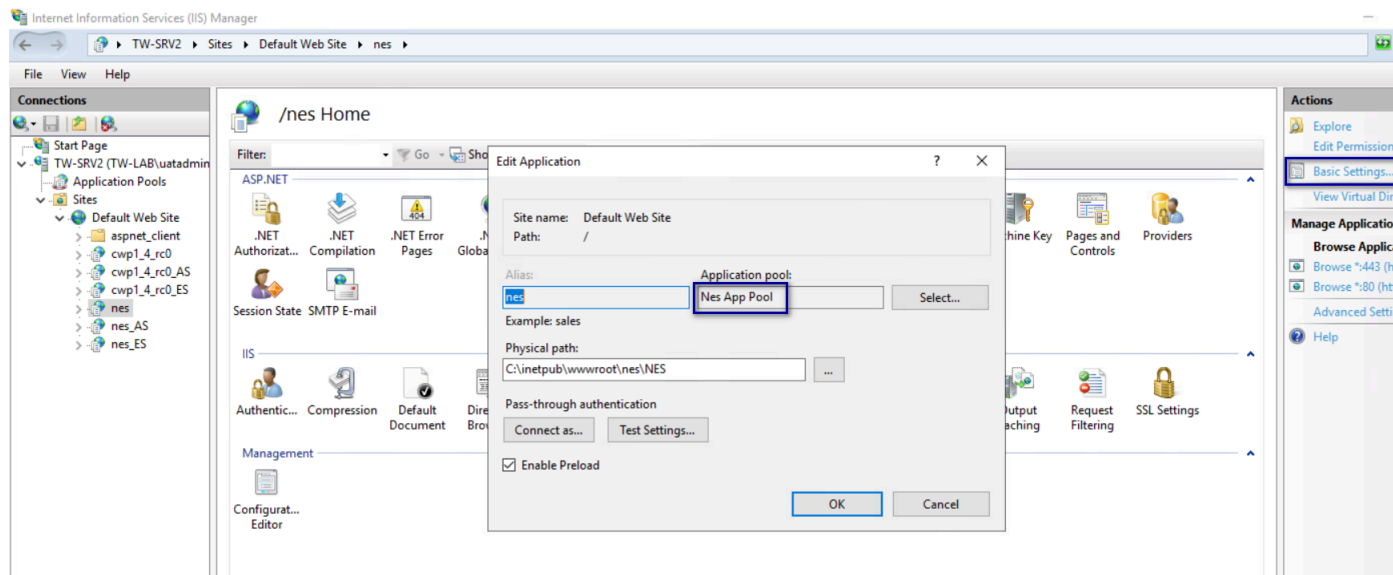 Internet Information Services (IIS) Manager
TW-SRV2 Sites Default Web Site nes
File View Help
Connections
Start Page
TW-SRV2 (TW-LAB\uatadmin
Application Pools
Sites
Default Web Site
aspnet_client
cwp1_4_rc0
cwp1_4_rc0_AS
cwp1_4_rc0_ES
nes
nes_AS
nes_ES
/nes Home
Filter: Go Sho
ASP.NET
.NET Authorizat...
.NET Compilation
404
.NET Error Pages
.N Globa
hine Key
Pages and Controls
Providers
Session State
SMTP E-mail
IIS
Authentic...
Compression
Default Document
Dire Brow
Output aching
Request Filtering
SSL Settings
Management
Configurat... Editor
Edit Application
? 
Site name: Default Web Site
Path: /
Alias:
Application pool:
nes
Nes App Pool
Select...
Example: sales
Physical path:
C:\inetpub\wwwroot\nes\NES
...
Pass-through authentication
Connect as...
Test Settings...
Enable Preload
OK
Cancel
Actions
Explore
Edit Permission
Basic Settings...
View Virtual Dir
Manage Applicatio
Browse Applic
Browse *:443 (h
Browse *:80 (ht
Advanced Setti
Help